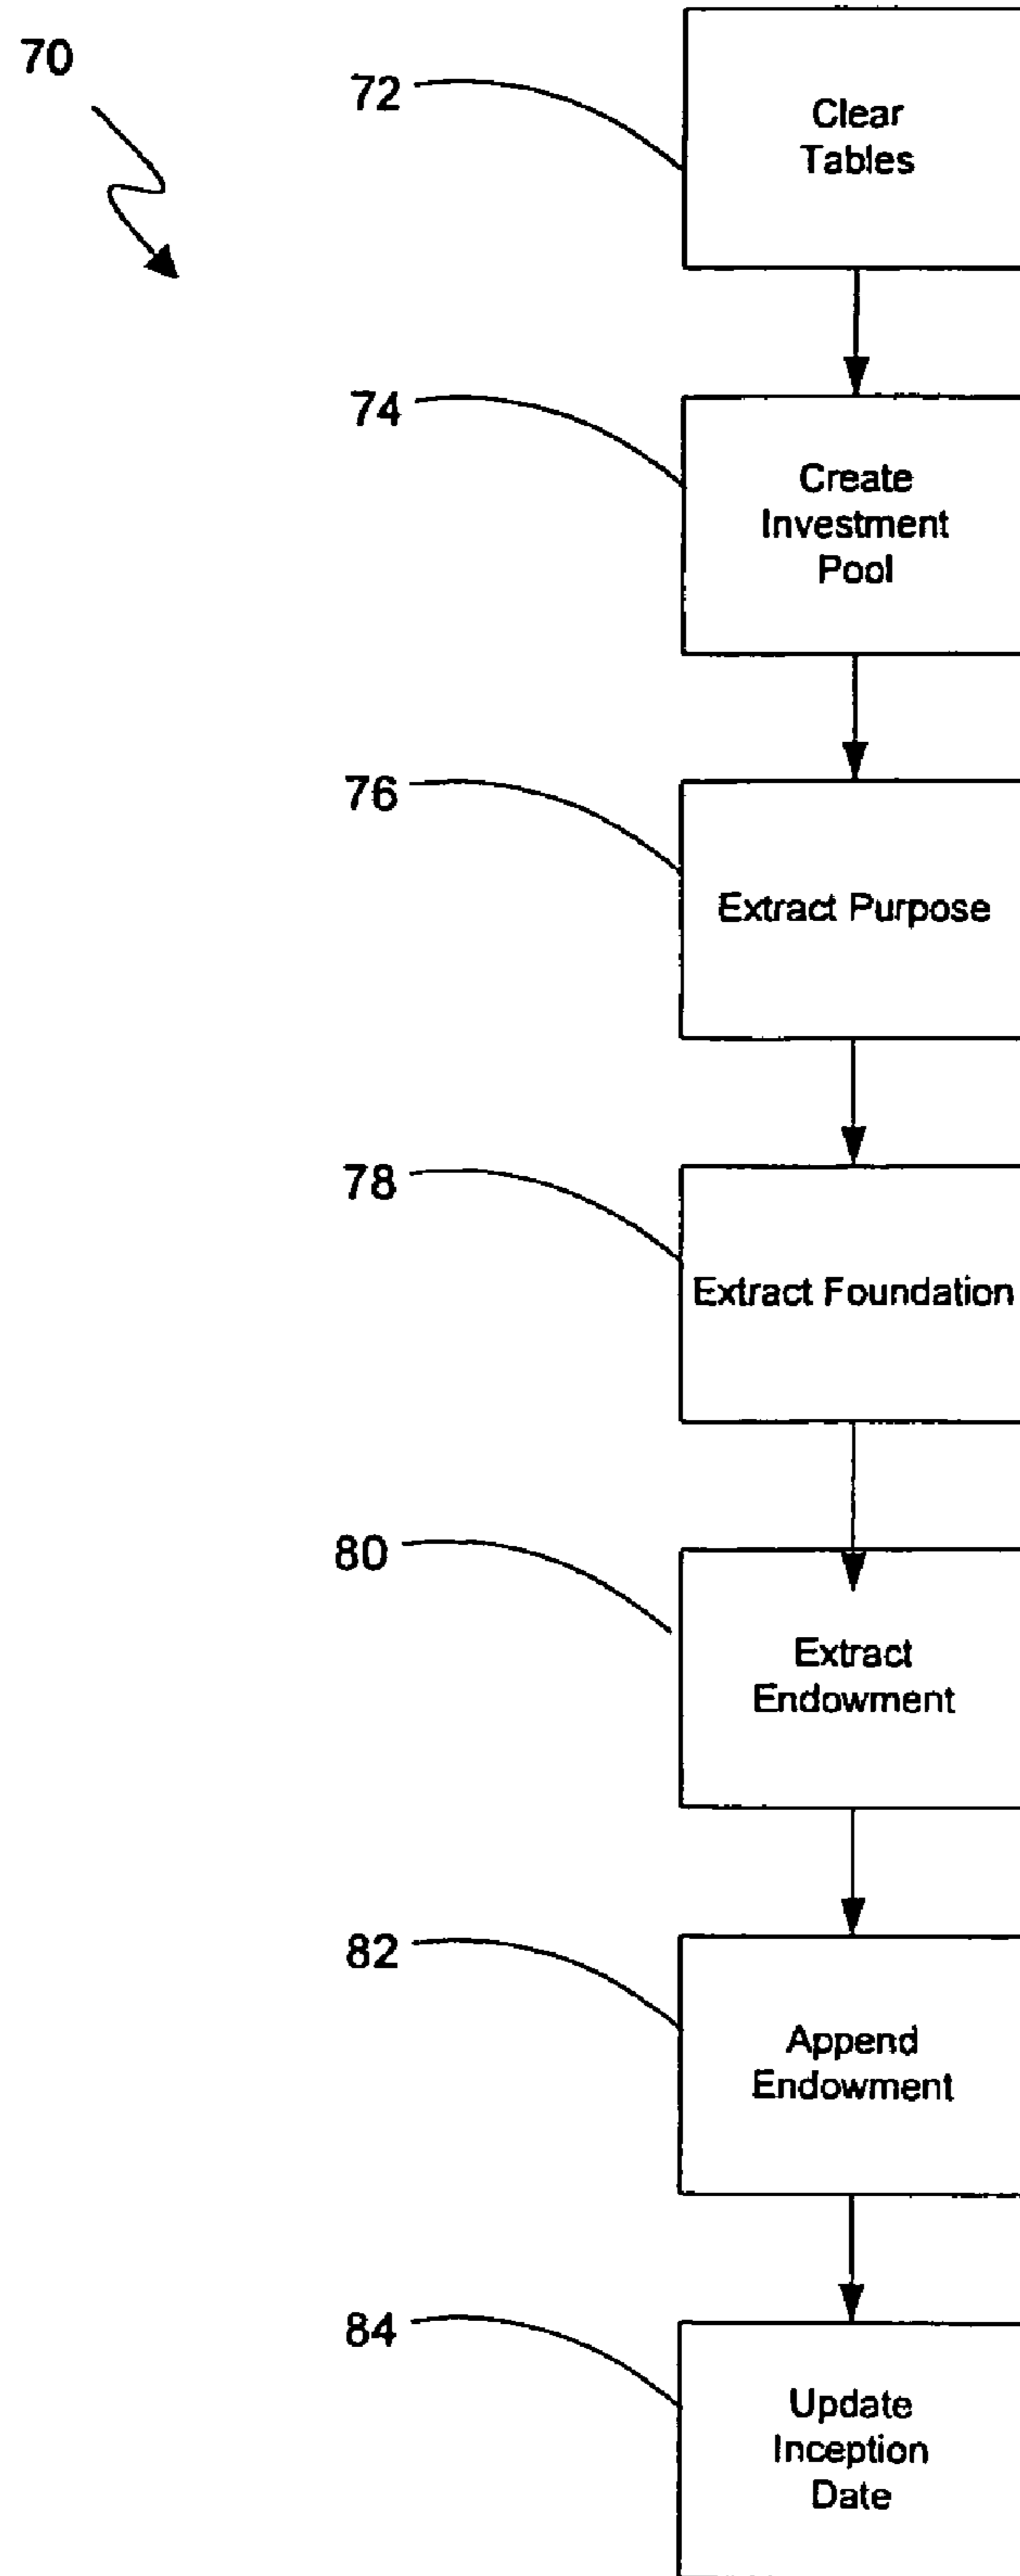 70
72
Clear
Tables
74
Create
Investment
Pool
76
Extract Purpose
78
Extract Foundation
80
Extract
Endowment
82
Append
Endowment
84
Update
Inception
Date